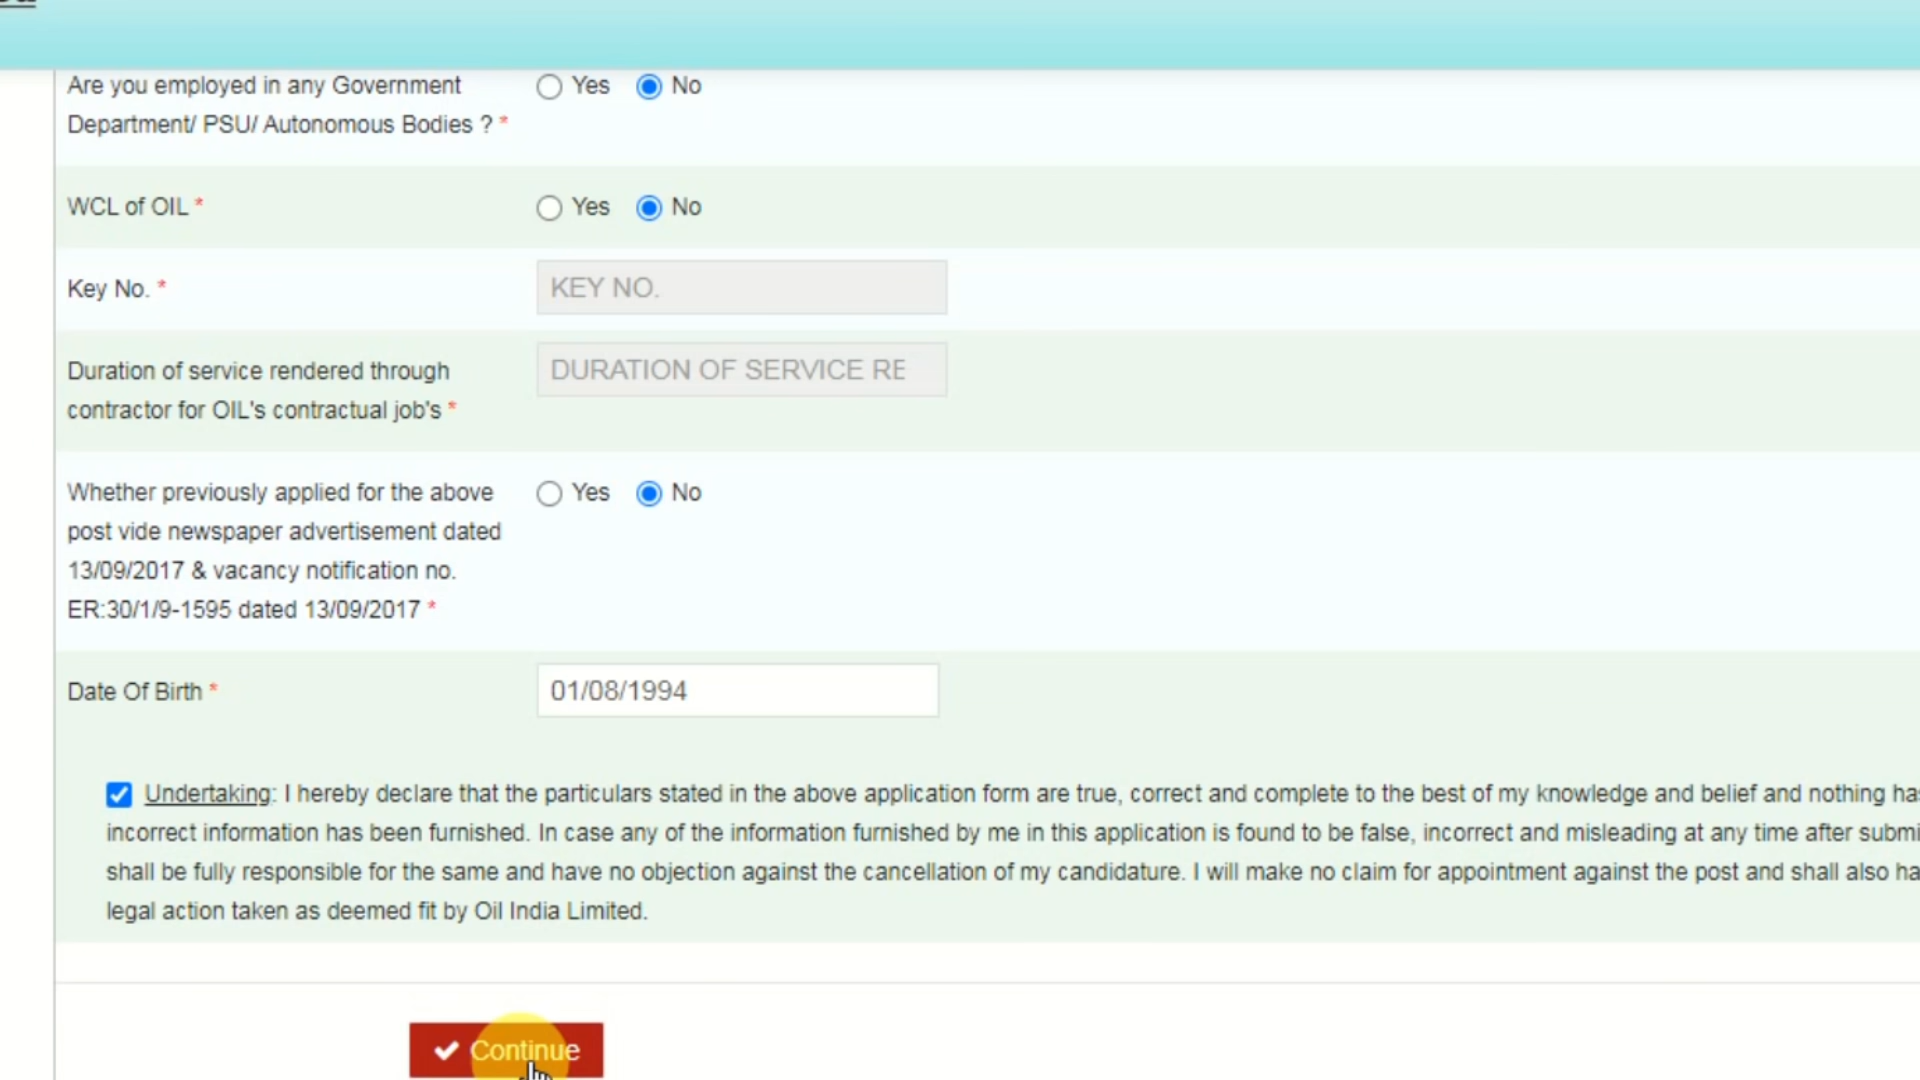 Are you employed in any Government
Department/ PSU/ Autonomous Bodies ? *
Yes No
WCL of OIL *
Yes No
Key No. *
KEY NO.
Duration of service rendered through
contractor for OIL's contractual job's *
DURATION OF SERVICE RE
Whether previously applied for the above
post vide newspaper advertisement dated
13/09/2017 & vacancy notification no.
ER:30/1/9-1595 dated 13/09/2017 *
Yes No
Date Of Birth *
01/08/1994
Undertaking: I hereby declare that the particulars stated in the above application form are true, correct and complete to the best of my knowledge and belief and nothing
incorrect information has been furnished. In case any of the information furnished by me in this application is found to be false, incorrect and misleading at any time after
shall be fully responsible for the same and have no objection against the cancellation of my candidature. I will make no claim for appointment against the post and shall also
legal action taken as deemed fit by Oil India Limited.
Continue